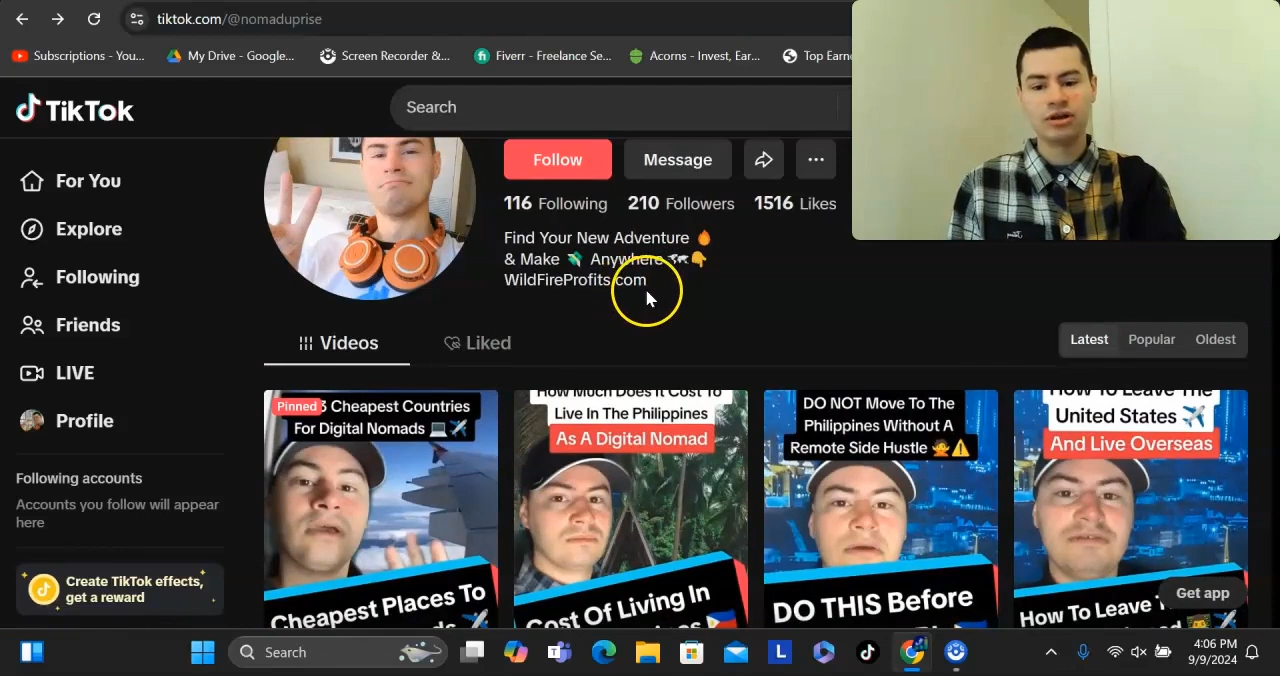 tiktok.com/@nomaduprise
Subscriptions - You...
My Drive - Google...
Screen Recorder &...
Fiverr - Freelance Se...
Acorns - Invest, Ear...
Top Earn
TikTok
Search
For You
Explore
Following
Friends
LIVE
Profile
Following accounts
Accounts you follow will appear
here
Create TikTok effects,
get a reward
Follow
Message
116 Following
210 Followers
1516 Likes
Find Your New Adventure 🔥
& Make 💸 Anywhere 🗺👇
WildFireProfits.com
Videos
Liked
Latest
Popular
Oldest
Pinned
3 Cheapest Countries
For Digital Nomads 💻✈️
Cheapest Places To
How Much Does It Cost To
Live In The Philippines
As A Digital Nomad
Cost Of Living In
DO NOT Move To The
Philippines Without A
Remote Side Hustle 🙅⚠️
DO THIS Before
How To Leave The
United States ✈️
And Live Overseas
How To Leave
Get app
Search
4:06 PM
9/9/2024